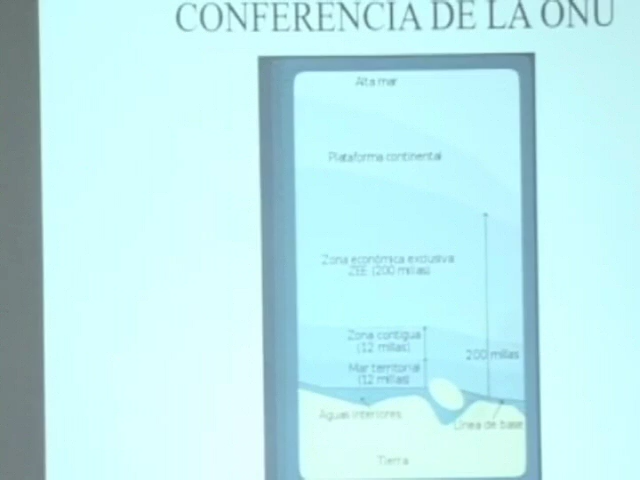 CONFERENCIA DE LA ONU
Alta mar
Plataforma continental
Zona económica exclusiva
ZEE (200 millas)
Zona contigua
(12 millas)
200 millas
Mar territorial
(12 millas)
Aguas interiores
Línea de base
Tierra